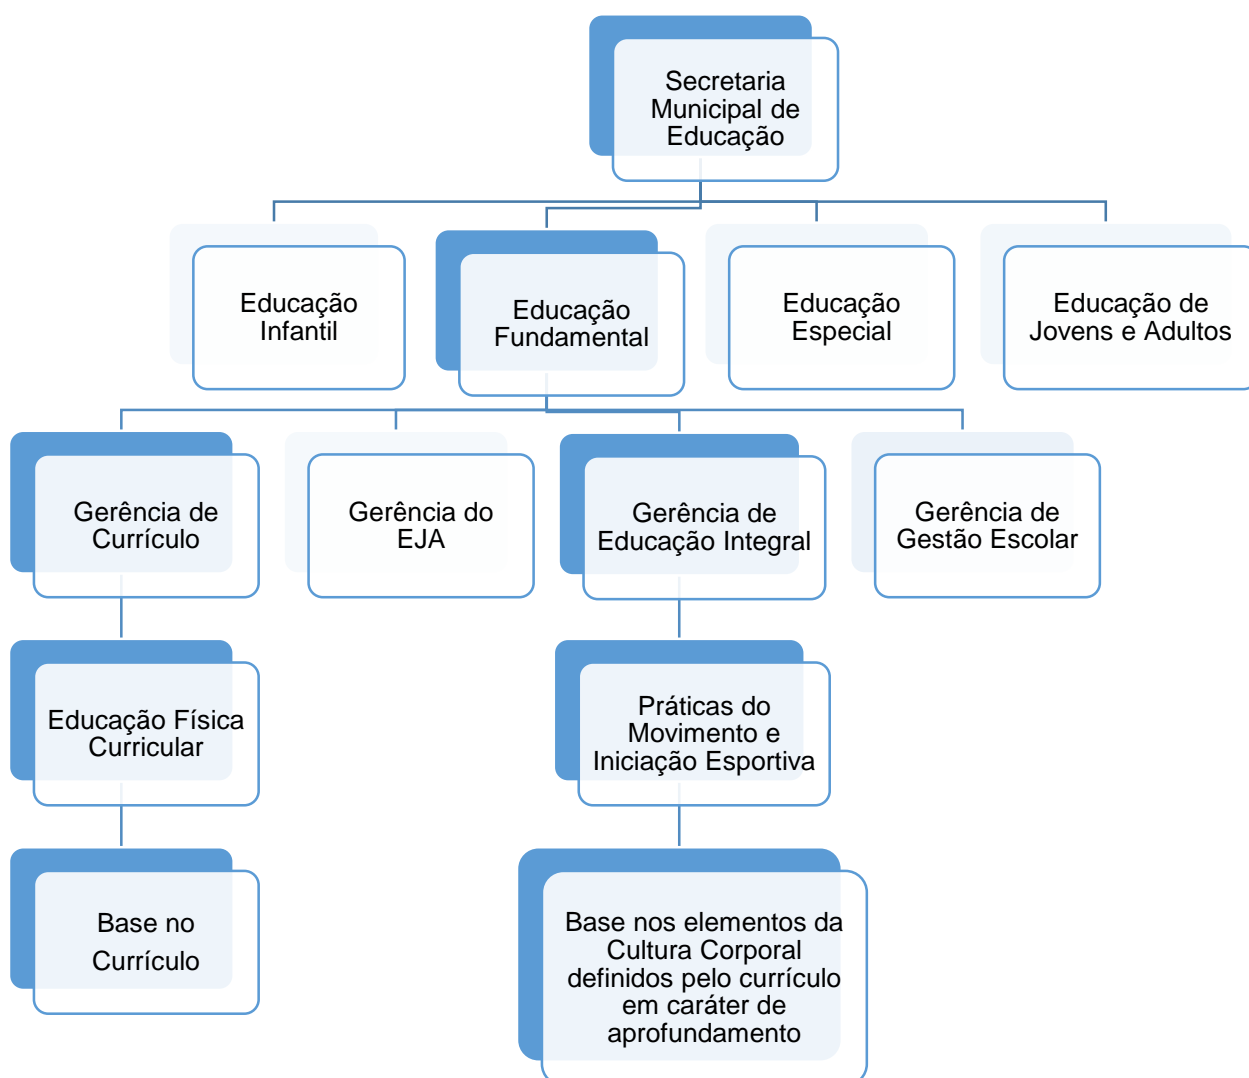 Secretaria
Municipal de
Educação
Educação
Infantil
Educação
Fundamental
Educação
Especial
Educação de
Jovens e Adultos
Gerência de
Currículo
Gerência do
EJA
Gerência de
Educação Integral
Gerência de
Gestão Escolar
Educação Física
Curricular
Práticas do
Movimento e
Iniciação Esportiva
Base no
Currículo
Base nos elementos da
Cultura Corporal
definidos pelo currículo
em caráter de
aprofundamento